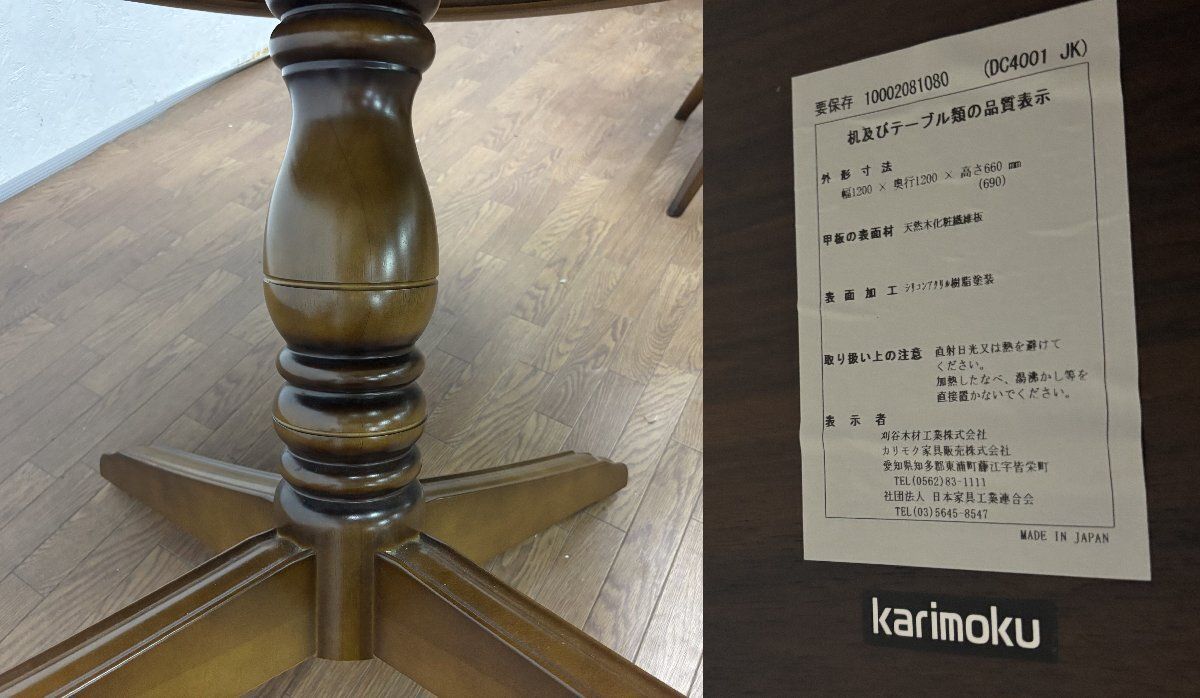 要保存 10002081080 (DC4001 JK)
机及びテーブル類の品質表示
外形寸法
幅1200 × 奥行1200 × 高さ660 mm
(690)
甲板の表面材 天然木化粧繊維板
表面加工 ｼﾘｺﾝｱｸﾘﾙ樹脂塗装
取り扱い上の注意 直射日光又は熱を避けて
ください。
加熱したなべ、湯沸かし等を
直接置かないでください。
表示者
刈谷木材工業株式会社
カリモク家具販売株式会社
愛知県知多郡東浦町藤江字皆栄町
TEL(0562)83-1111
社団法人 日本家具工業連合会
TEL(03)5645-8547
MADE IN JAPAN
karimoku